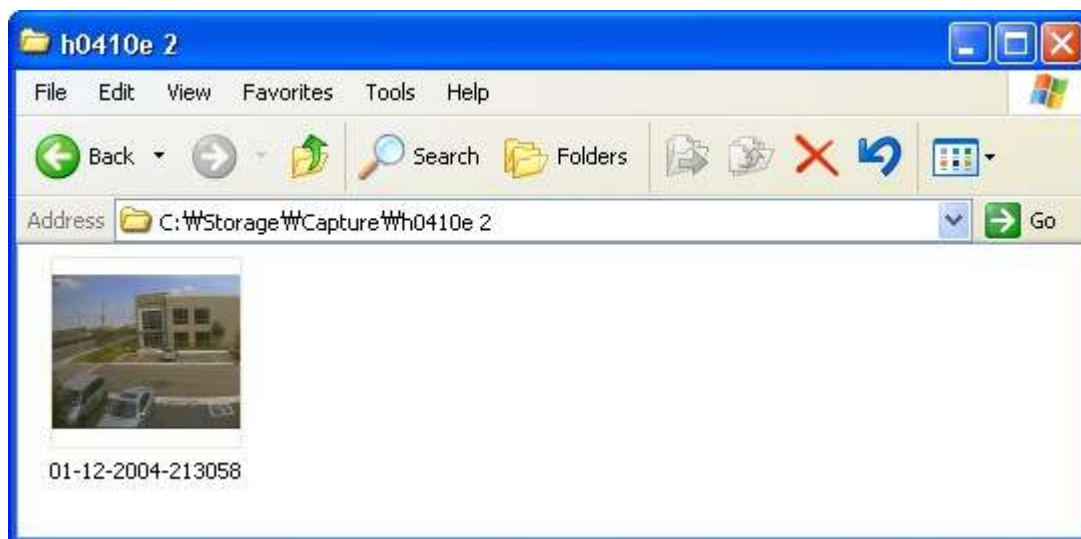 h0410e 2
File Edit View Favorites Tools Help
Back Search Folders
Address C:₩Storage₩Capture₩h0410e 2 Go
01-12-2004-213058